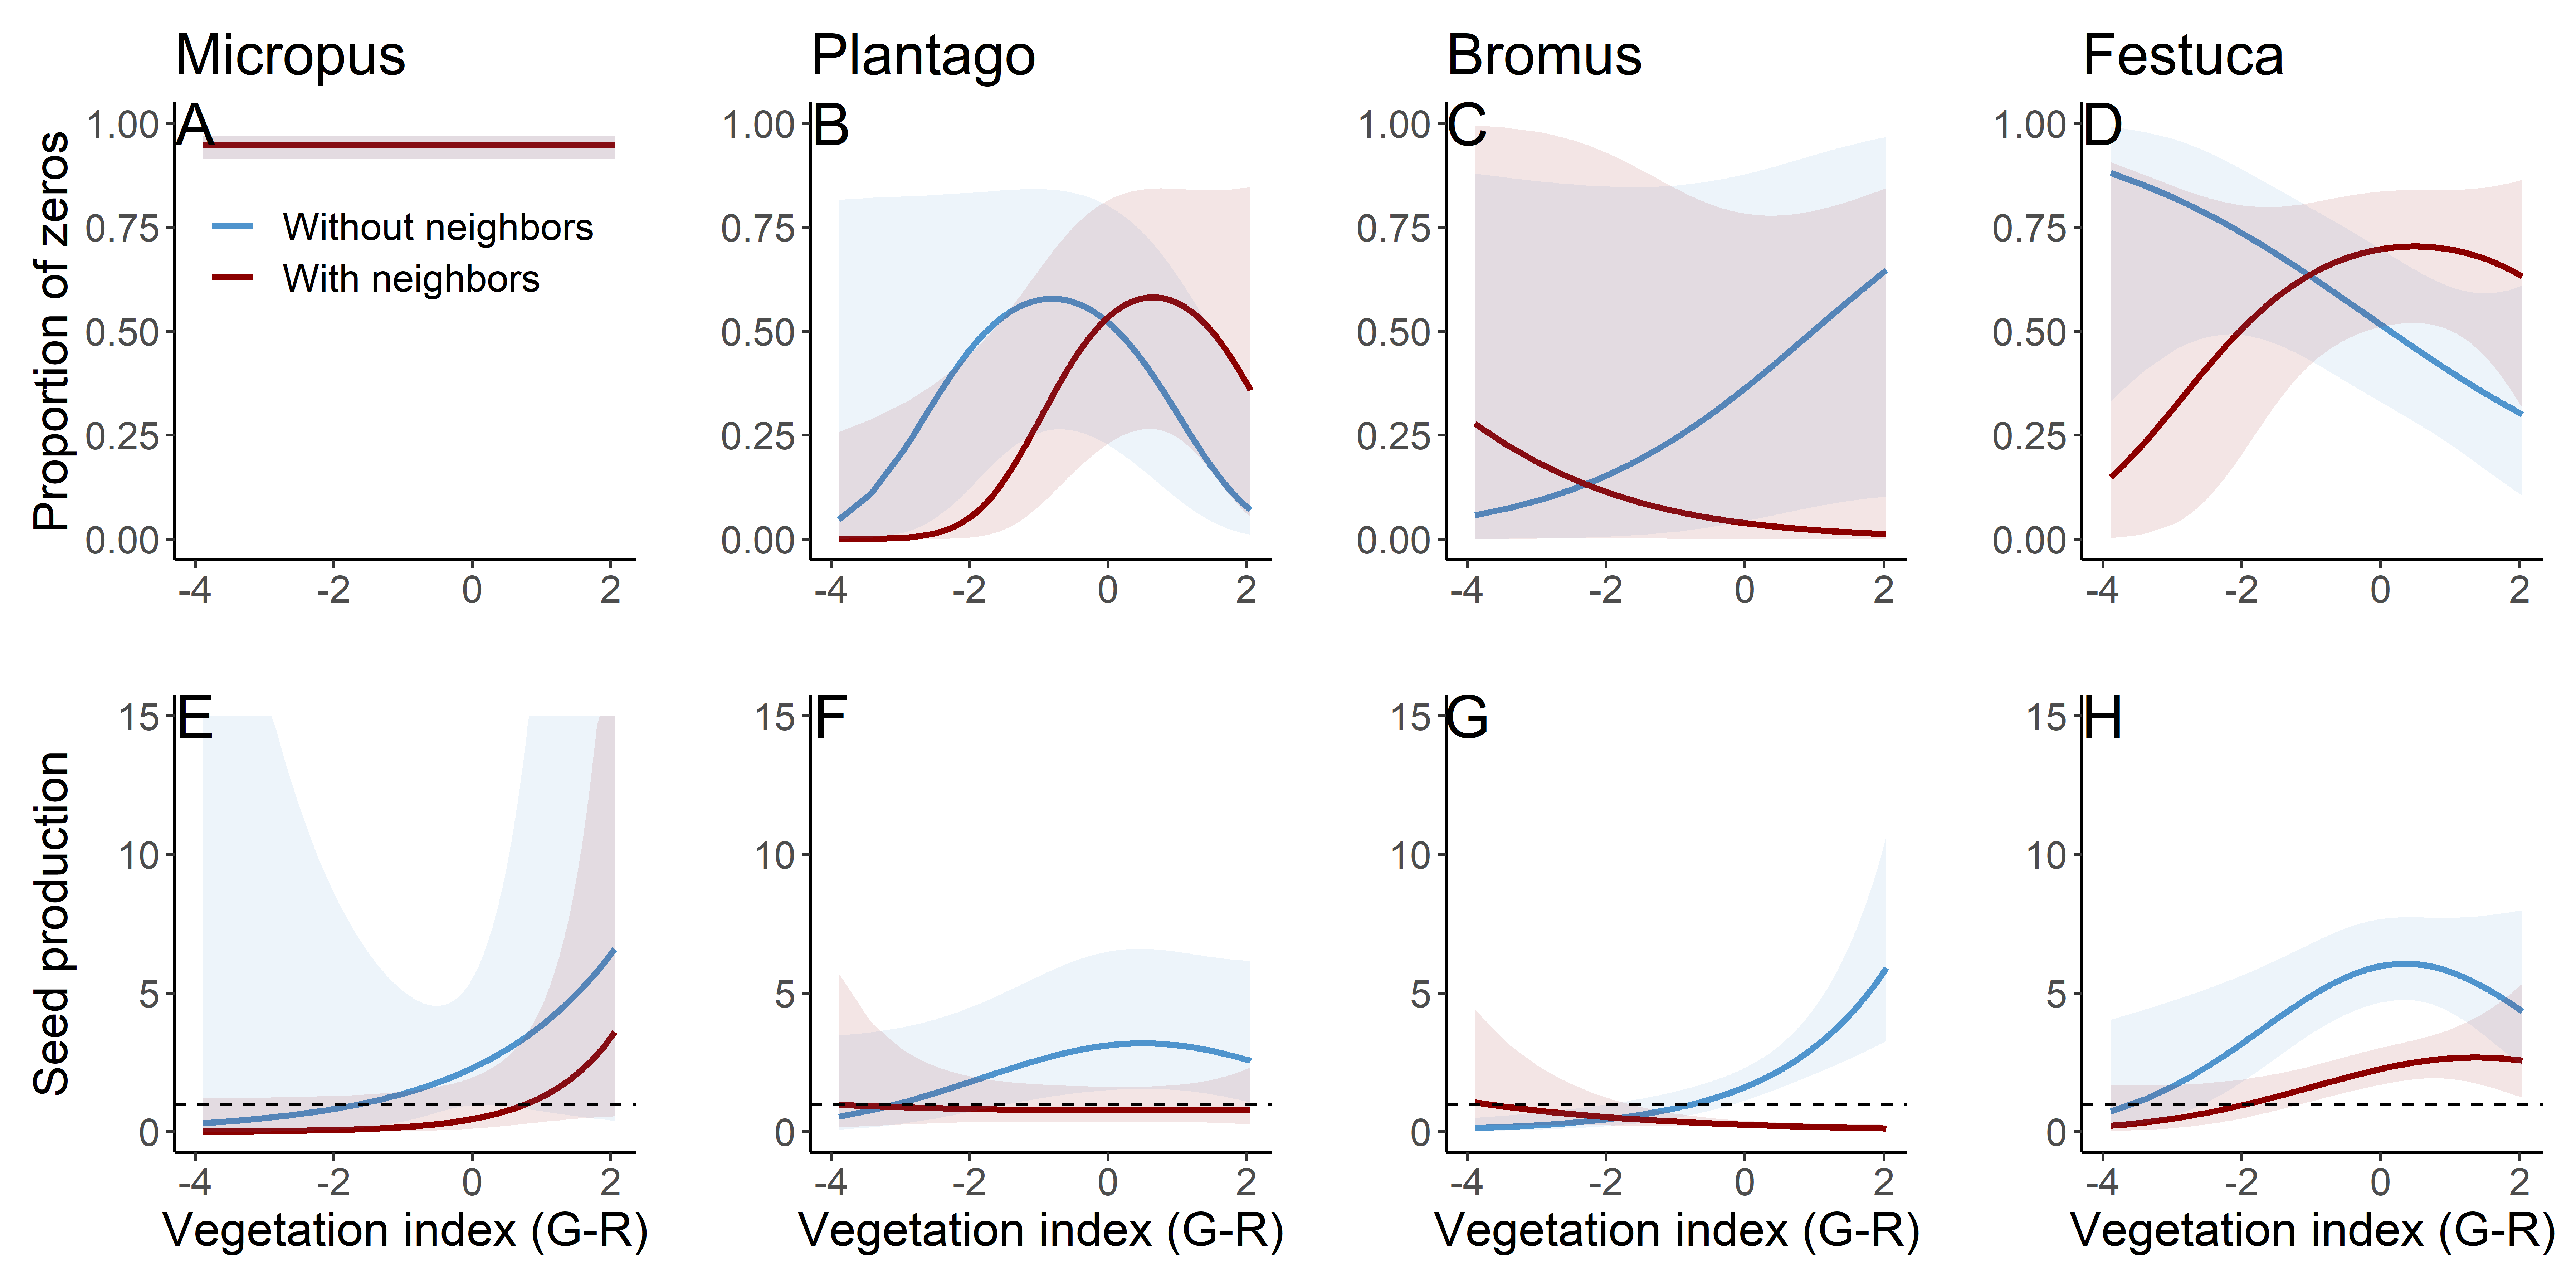 Micropus Plantago Bromus Festuca
Proportion of zeros
A B C D
1.00 1.00 1.00 1.00
Without neighbors
0.75 0.75 0.75 0.75
With neighbors
0.50 0.50 0.50 0.50
0.25 0.25 0.25 0.25
0.00 0.00 0.00 0.00
-4 -2 0 2 -4 -2 0 2 -4 -2 0 2 -4 -2 0 2
Seed production
E F G H
15 15 15 15
10 10 10 10
5 5 5 5
0 0 0 0
-4 -2 0 2 -4 -2 0 2 -4 -2 0 2 -4 -2 0 2
Vegetation index (G-R) Vegetation index (G-R) Vegetation index (G-R) Vegetation index (G-R)